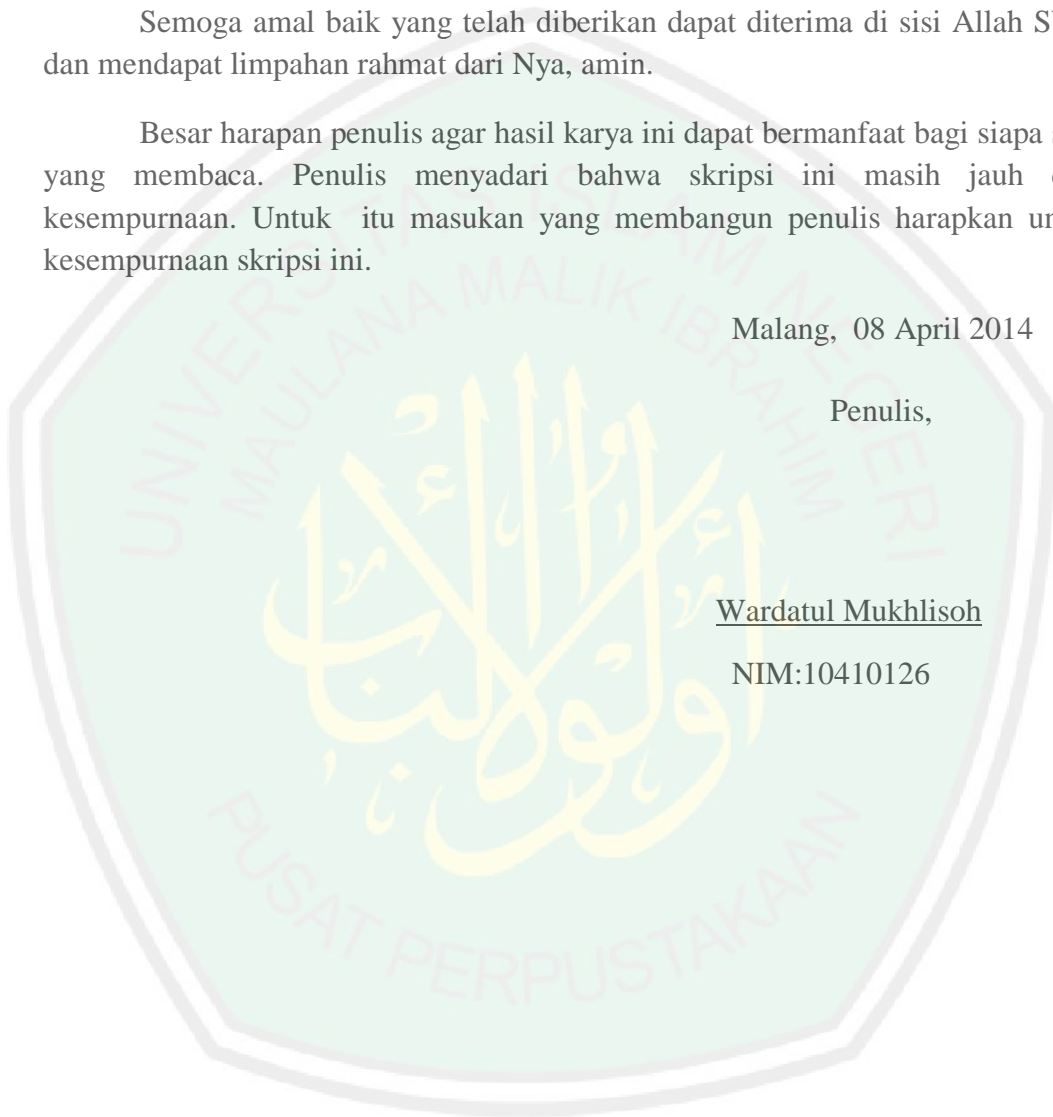 Semoga amal baik yang telah diberikan dapat diterima di sisi Allah
dan mendapat limpahan rahmat dari Nya, amin.
Besar harapan penulis agar hasil karya ini dapat bermanfaat bagi siapa
yang membaca. Penulis menyadari bahwa skripsi ini masih jauh
kesempurnaan. Untuk itu masukan yang membangun penulis harapkan
kesempurnaan skripsi ini.
Malang, 08 April 2014
Penulis,
Wardatul Mukhlisoh
NIM:10410126
UNIVERSITAS ISLAM NEGERI
MAULANA MALIK IBRAHIM
أولو الألباب
PUSAT PERPUSTAKAAN